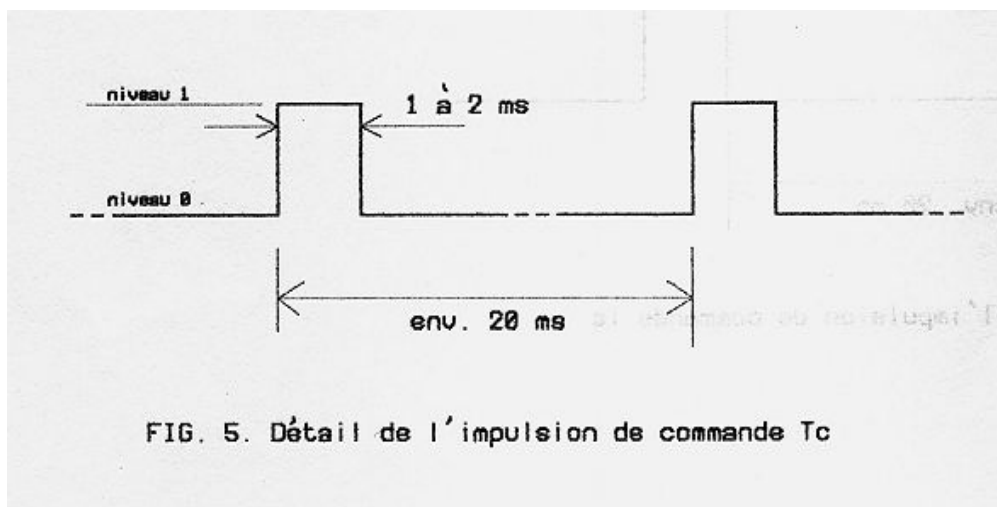 niveau 1
1 à 2 ms
niveau 0
env. 20 ms
FIG. 5. Détail de l'impulsion de commande Tc